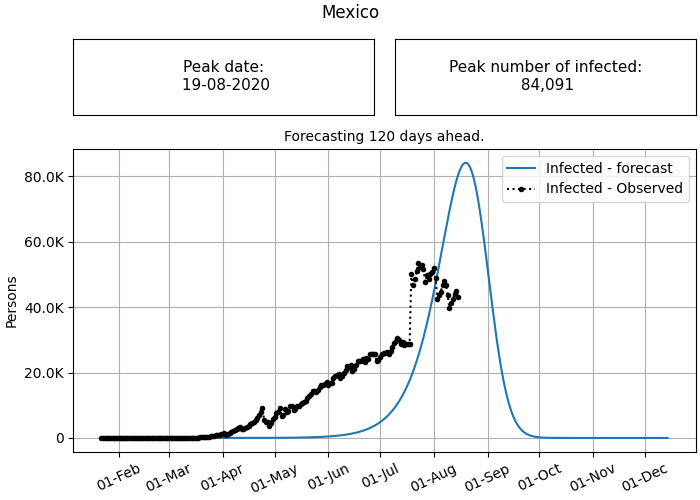 Mexico
Peak date:
19-08-2020
Peak number of infected:
84,091
Forecasting 120 days ahead.
Infected - forecast
Infected - Observed
80.0K
60.0K
40.0K
20.0K
0
Persons
01-Feb
01-Mar
01-Apr
01-May
01-Jun
01-Jul
01-Aug
01-Sep
01-Oct
01-Nov
01-Dec